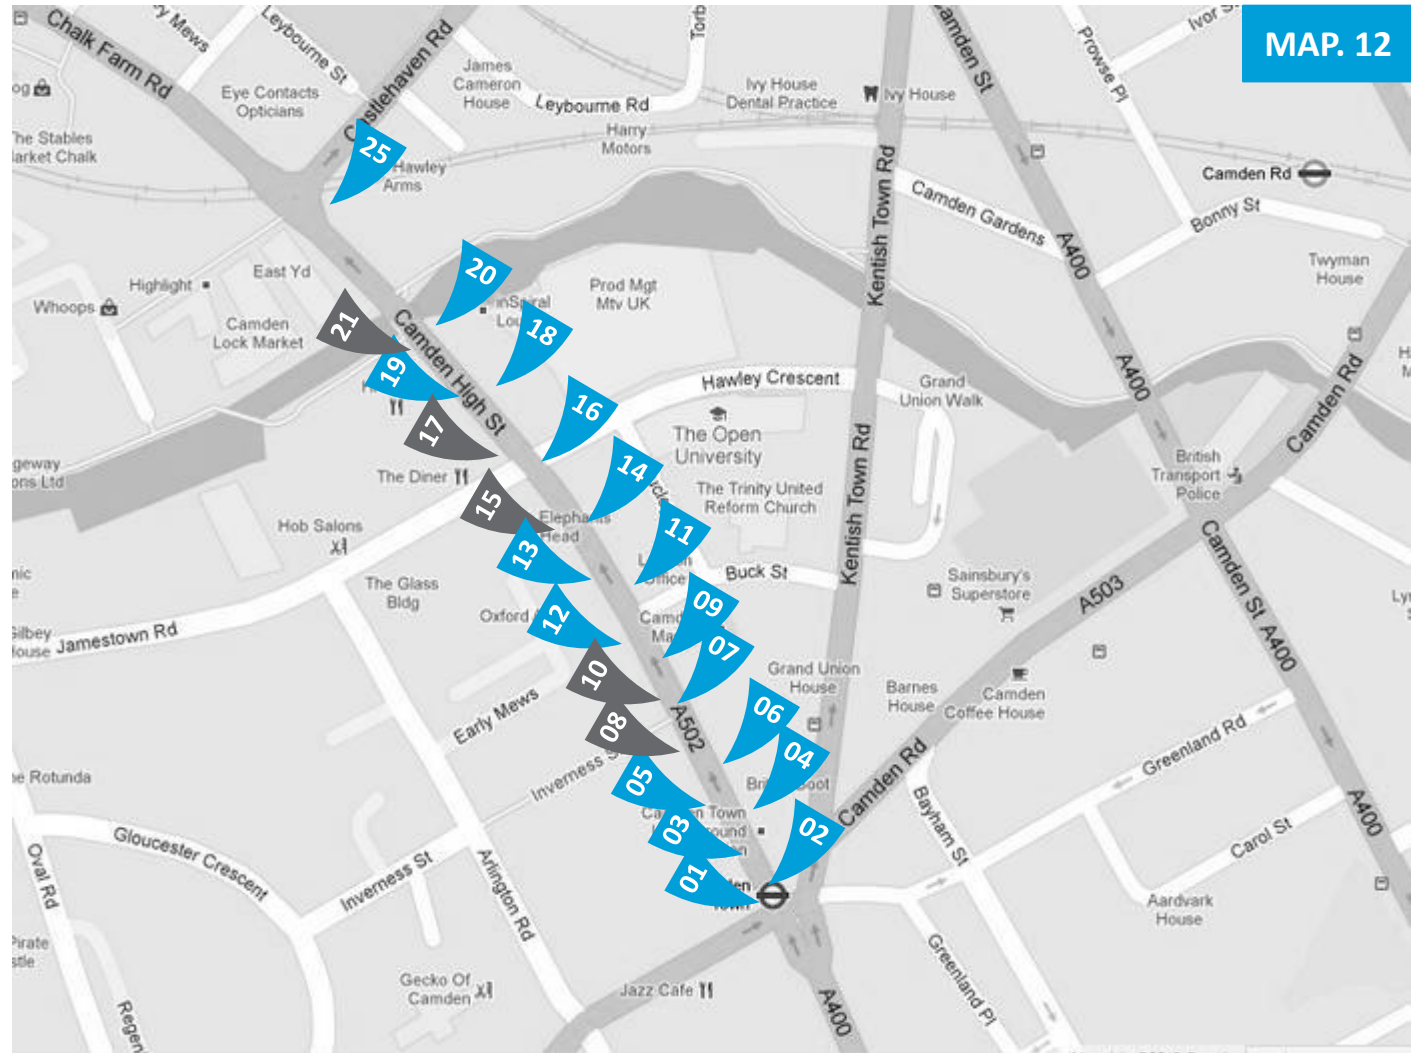 MAP. 12
Chalk Farm Rd
Mews
Leybourne St
Castlehaven Rd
James
Cameron
House
Leybourne Rd
Eye Contacts
Opticians
Ivy House
Dental Practice
Ivy House
Harry
Motors
Camden St
Prowse Pl
Ivor
Camden Rd
Bonny St
Camden Gardens
Twyman
House
Kentish Town Rd
A400
25
Hawley
Arms
20
East Yd
Highlight
Whoops
Camden
Lock Market
21
19
18
Prod Mgt
Mtv UK
Camden High St
17
16
Hawley Crescent
The Open
University
Grand
Union Walk
A400
Camden Rd
British
Transport
Police
The Diner
15
14
The Trinity United
Reform Church
Kentish Town Rd
Hob Salons
Head
13
11
Buck St
Sainsbury's
Superstore
A503
Camden St
A400
The Glass
Bldg
Oxford
12
09
07
Jamestown Rd
10
08
A502
Grand Union
House
Barnes
House
Camden
Coffee House
Early Mews
06
04
Greenland Rd
Inverness
05
03
02
01
Camden Rd
Bayham St
A400
Carol St
Aardvark
House
Gloucester Crescent
Oval Rd
Inverness St
Arlington Rd
Gecko Of
Camden
Jazz Cafe
A400
Greenland Pl